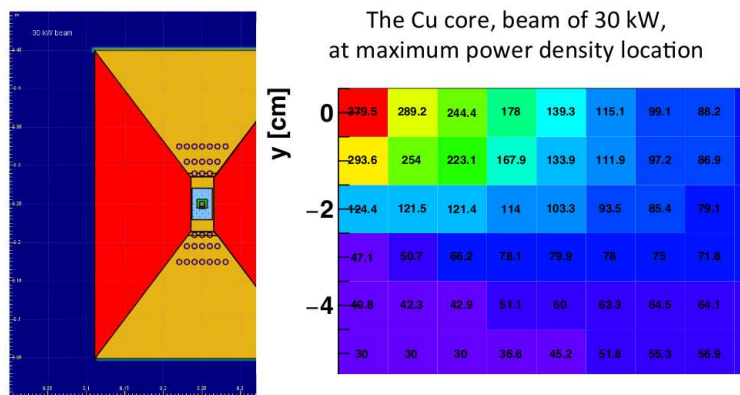 The Cu core, beam of 30 kW,
at maximum power density location
30 kW beam
y [cm]
0
-2
-4
379.5 289.2 244.4 178 139.3 115.1 99.1 88.2
293.6 254 223.1 167.9 133.9 111.9 97.2 86.9
124.4 121.5 121.4 114 103.3 93.5 85.4 79.1
47.1 50.7 66.2 78.1 79.9 78 75 71.8
40.8 42.3 42.9 51.1 60 63.3 64.5 64.1
30 30 30 36.6 45.2 51.8 55.3 56.9